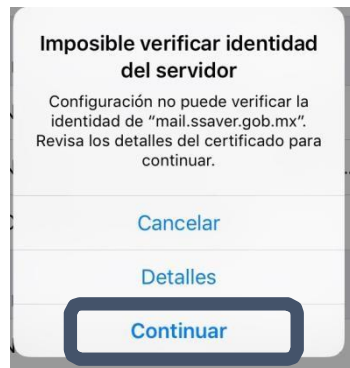 Imposible verificar identidad
del servidor
Configuración no puede verificar la
identidad de “mail.ssaver.gob.mx”.
Revisa los detalles del certificado para
continuar.
Cancelar
Detalles
Continuar